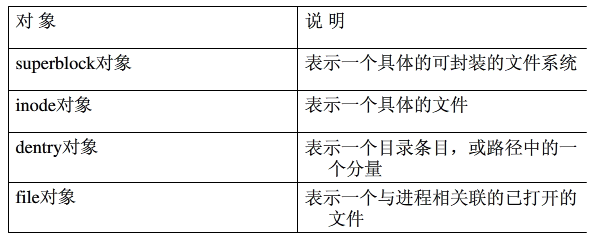 对 象
说 明
superblock对象
表示一个具体的可封装的文件系统
inode对象
表示一个具体的文件
dentry对象
表示一个目录条目，或路径中的一
个分量
file对象
表示一个与进程相关联的已打开的
文件